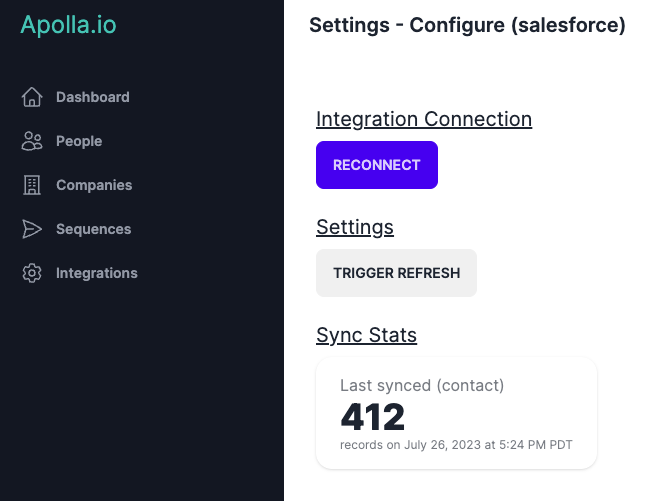 Apolla.io
Dashboard
People
Companies
Sequences
Integrations
Settings - Configure (salesforce)
Integration Connection
RECONNECT
Settings
TRIGGER REFRESH
Sync Stats
Last synced (contact)
412
records on July 26, 2023 at 5:24 PM PDT